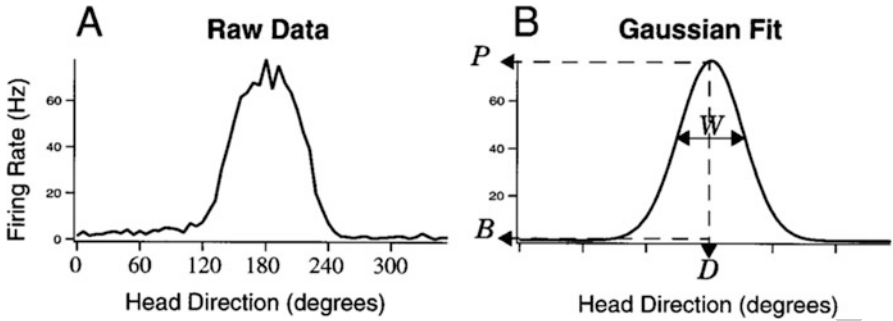 A Raw Data
Firing Rate (Hz)
60
40
20
0
0 60 120 180 240 300
Head Direction (degrees)
B Gaussian Fit
P
60
40
20
W
B
D
Head Direction (degrees)